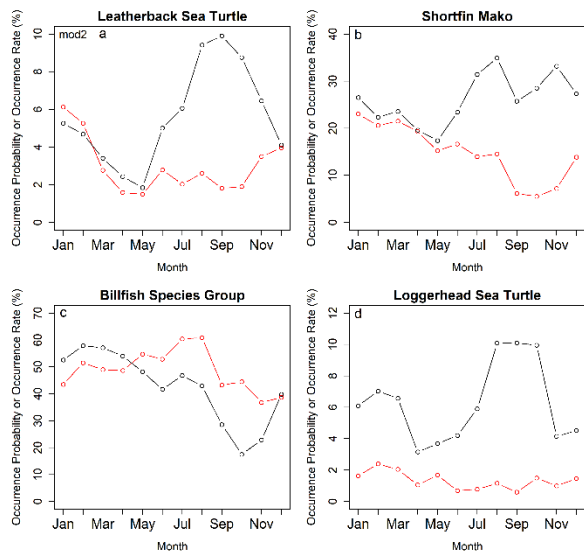 Leatherback Sea Turtle
mod2 a
Occurrence Probability or Occurrence Rate (%)
0 2 4 6 8 10
Jan Mar May Jul Sep Nov
Month
Shortfin Mako
b
Occurrence Probability or Occurrence Rate (%)
0 10 20 30 40
Jan Mar May Jul Sep Nov
Month
Billfish Species Group
c
Occurrence Probability or Occurrence Rate (%)
0 10 20 30 40 50 60 70
Jan Mar May Jul Sep Nov
Month
Loggerhead Sea Turtle
d
Occurrence Probability or Occurrence Rate (%)
0 2 4 6 8 10 12
Jan Mar May Jul Sep Nov
Month